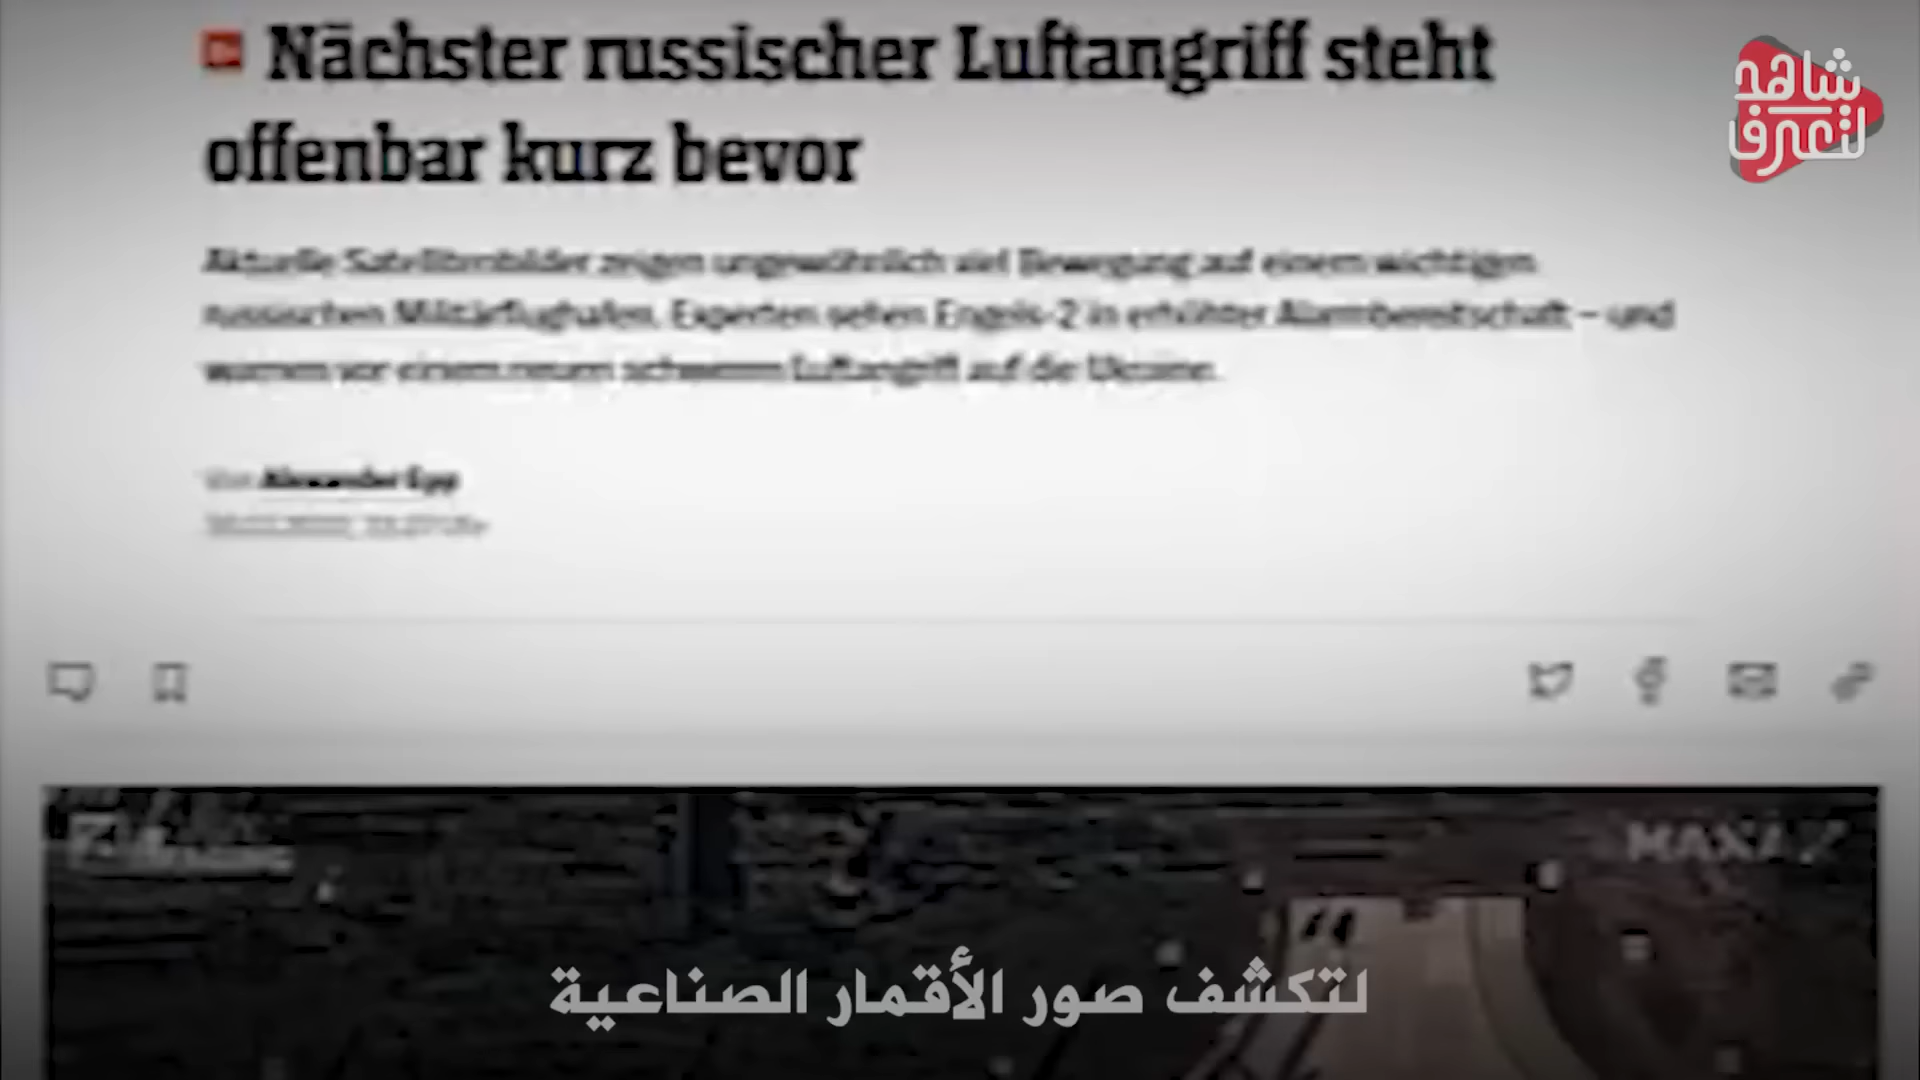 Nächster russischer Luftangriff steht
offenbar kurz bevor
شاهد
لتعرف
Aktuelle Satellitenbilder zeigen ungewöhnlich viel Bewegung auf einem wichtigen
russischen Militärflughafen. Experten sehen Engels-2 in erhöhter Alarmbereitschaft – und
warnen vor einem neuen schweren Luftangriff auf die Ukraine.
Von Alexander Epp
MAXAR
لتكشف صور الأقمار الصناعية